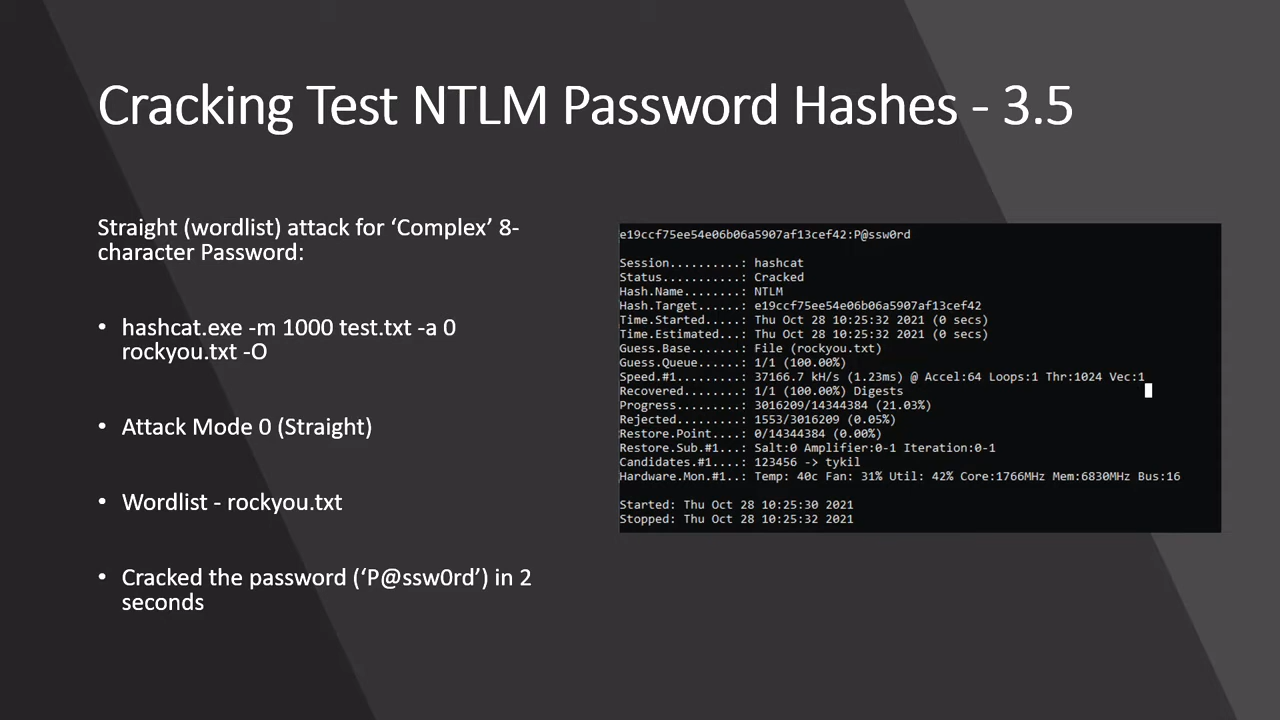 Cracking Test NTLM Password Hashes - 3.5
Straight (wordlist) attack for ‘Complex’ 8-
character Password:
• hashcat.exe -m 1000 test.txt -a 0
rockyou.txt -O
• Attack Mode 0 (Straight)
• Wordlist - rockyou.txt
• Cracked the password (‘P@ssw0rd’) in 2
seconds
e19ccf75ee54e06b06a5907af13cef42:P@ssw0rd
Session..........: hashcat
Status...........: Cracked
Hash.Name........: NTLM
Hash.Target......: e19ccf75ee54e06b06a5907af13cef42
Time.Started.....: Thu Oct 28 10:25:32 2021 (0 secs)
Time.Estimated...: Thu Oct 28 10:25:32 2021 (0 secs)
Guess.Base.......: File (rockyou.txt)
Guess.Queue......: 1/1 (100.00%)
Speed.#1.........: 37166.7 kH/s (1.23ms) @ Accel:64 Loops:1 Thr:1024 Vec:1
Recovered........: 1/1 (100.00%) Digests
Progress.........: 3016209/14344384 (21.03%)
Rejected.........: 1553/3016209 (0.05%)
Restore.Point....: 0/14344384 (0.00%)
Restore.Sub.#1...: Salt:0 Amplifier:0-1 Iteration:0-1
Candidates.#1....: 123456 -> tykil
Hardware.Mon.#1..: Temp: 40c Fan: 31% Util: 42% Core:1766MHz Mem:6830MHz Bus:16
Started: Thu Oct 28 10:25:30 2021
Stopped: Thu Oct 28 10:25:32 2021